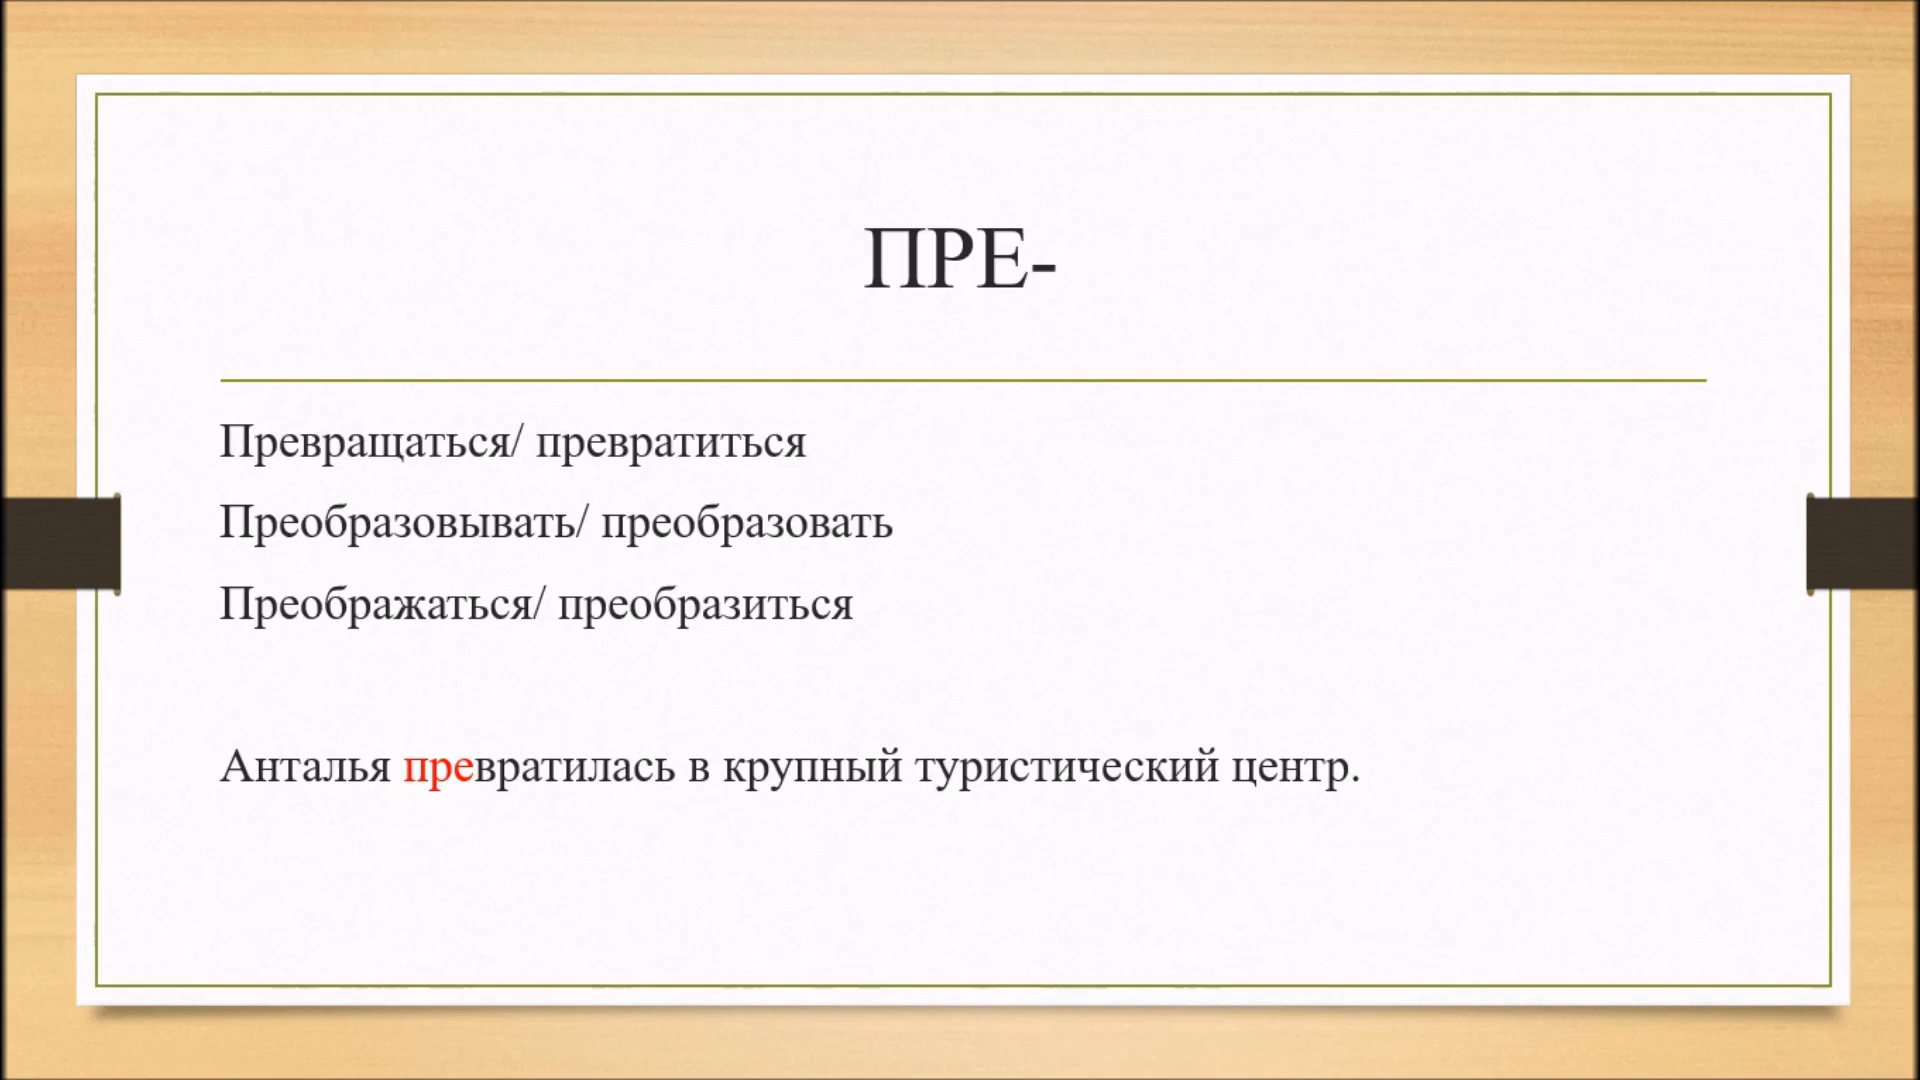 ПРЕ-
Превращаться/ превратиться
Преобразовывать/ преобразовать
Преображаться/ преобразиться
Анталья превратилась в крупный туристический центр.